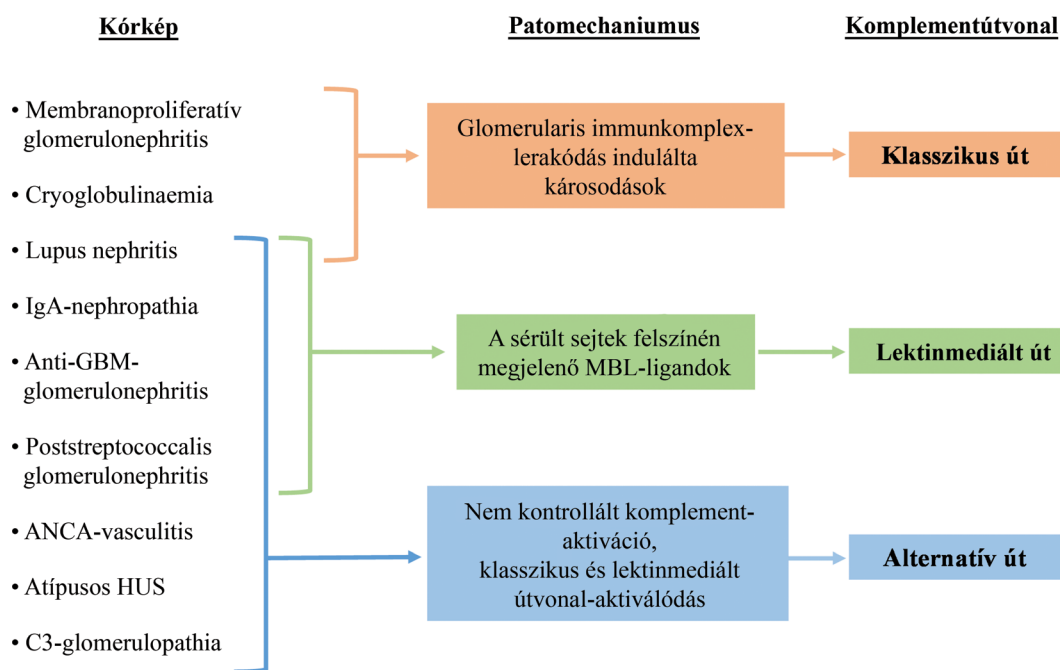 Kórkép
Patomechaniumus
Komplementútvonal
• Membranoproliferatív
glomerulonephritis
• Cryoglobulinaemia
• Lupus nephritis
• IgA-nephropathia
• Anti-GBM-
glomerulonephritis
• Poststreptococcalis
glomerulonephritis
• ANCA-vasculitis
• Atípusos HUS
• C3-glomerulopathia
Glomerularis immunkomplex-
lerakódás indulálta
károsodások
Klasszikus út
A sérült sejtek felszínén
megjelenő MBL-ligandok
Lektinmediált út
Nem kontrollált komplement-
aktiváció,
klasszikus és lektinmediált
útvonal-aktiválódás
Alternatív út